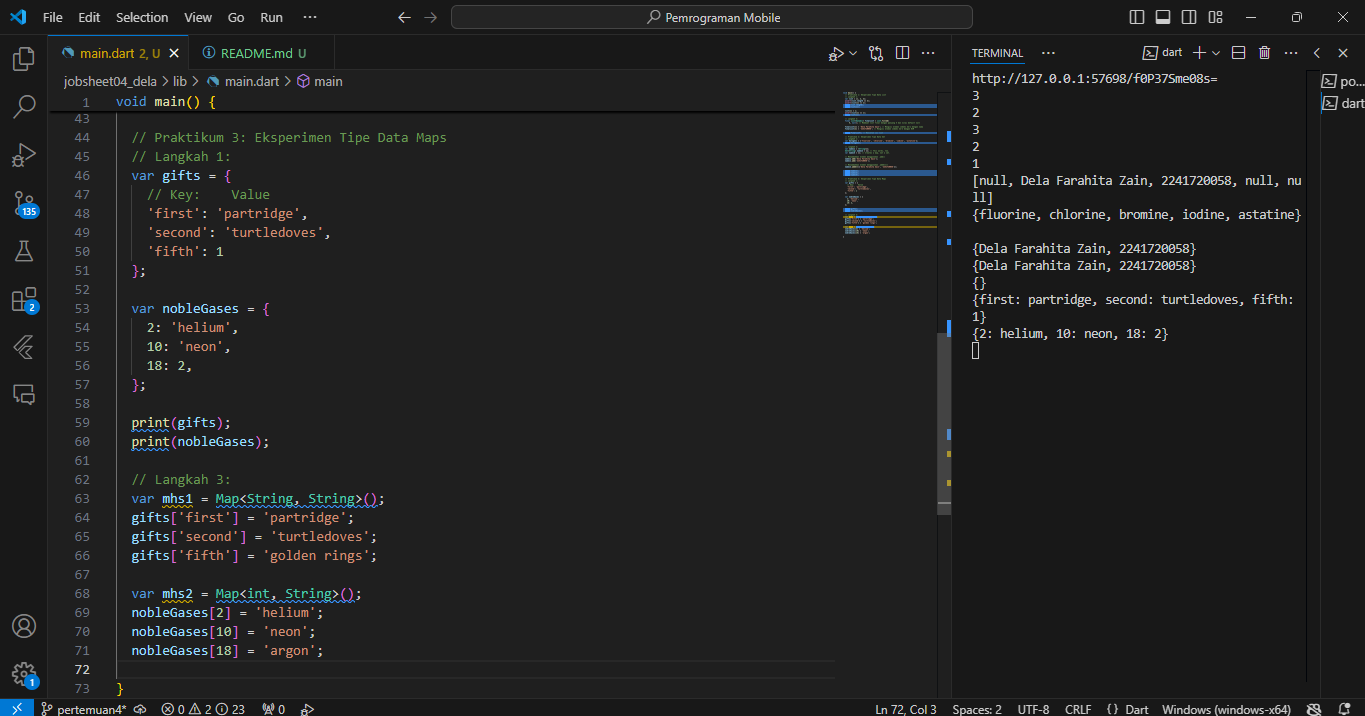 File Edit Selection View Go Run ··· Pemrograman Mobile
main.dart 2, U README.md U
jobsheet04_dela > lib > main.dart > main
1 void main() {
43
44 // Praktikum 3: Eksperimen Tipe Data Maps
45 // Langkah 1:
46 var gifts = {
47 // Key:    Value
48 'first': 'partridge',
49 'second': 'turtledoves',
50 'fifth': 1
51 };
52
53 var nobleGases = {
54 2: 'helium',
55 10: 'neon',
56 18: 2,
57 };
58
59 print(gifts);
60 print(nobleGases);
61
62 // Langkah 3:
63 var mhs1 = Map<String, String>();
64 gifts['first'] = 'partridge';
65 gifts['second'] = 'turtledoves';
66 gifts['fifth'] = 'golden rings';
67
68 var mhs2 = Map<int, String>();
69 nobleGases[2] = 'helium';
70 nobleGases[10] = 'neon';
71 nobleGases[18] = 'argon';
72
73 }
TERMINAL ··· dart
http://127.0.0.1:57698/f0P37Sme08s=
3
2
3
2
1
[null, Dela Farahita Zain, 2241720058, null, nu
ll]
{fluorine, chlorine, bromine, iodine, astatine}
{Dela Farahita Zain, 2241720058}
{Dela Farahita Zain, 2241720058}
{}
{first: partridge, second: turtledoves, fifth:
1}
{2: helium, 10: neon, 18: 2}
po...
dart
135
2
1
pertemuan4* 0 2 23 0 Ln 72, Col 3 Spaces: 2 UTF-8 CRLF {} Dart Windows (windows-x64)